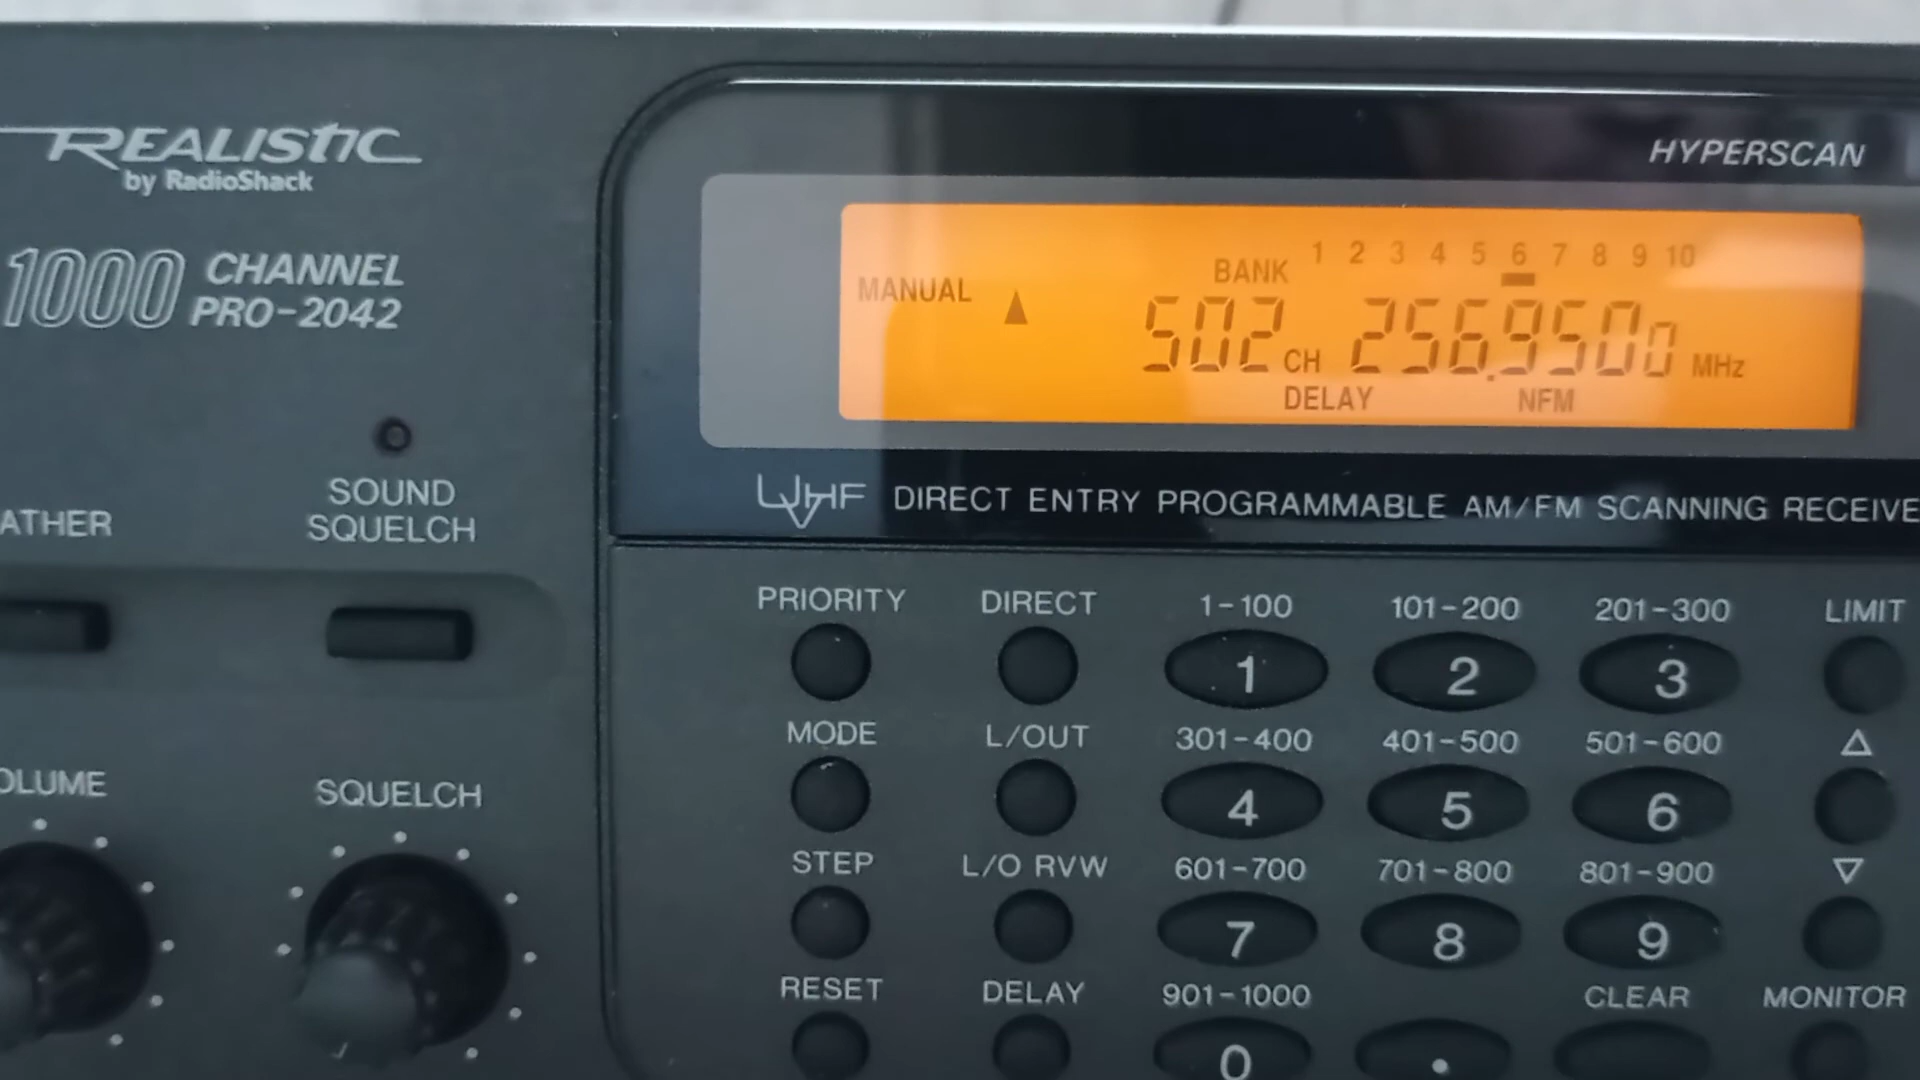 REALISTIC
by RadioShack
1000 CHANNEL
PRO-2042
HYPERSCAN
BANK 1 2 3 4 5 6 7 8 9 10
MANUAL ▲ 502 CH 256.9500 MHz
DELAY NFM
UVHF DIRECT ENTRY PROGRAMMABLE AM/FM SCANNING RECEIVE
ATHER
SOUND
SQUELCH
OLUME
SQUELCH
PRIORITY DIRECT 1-100 101-200 201-300 LIMIT
1 2 3
MODE L/OUT 301-400 401-500 501-600 △
4 5 6
STEP L/O RVW 601-700 701-800 801-900 ▽
7 8 9
RESET DELAY 901-1000 CLEAR MONITOR
0 .